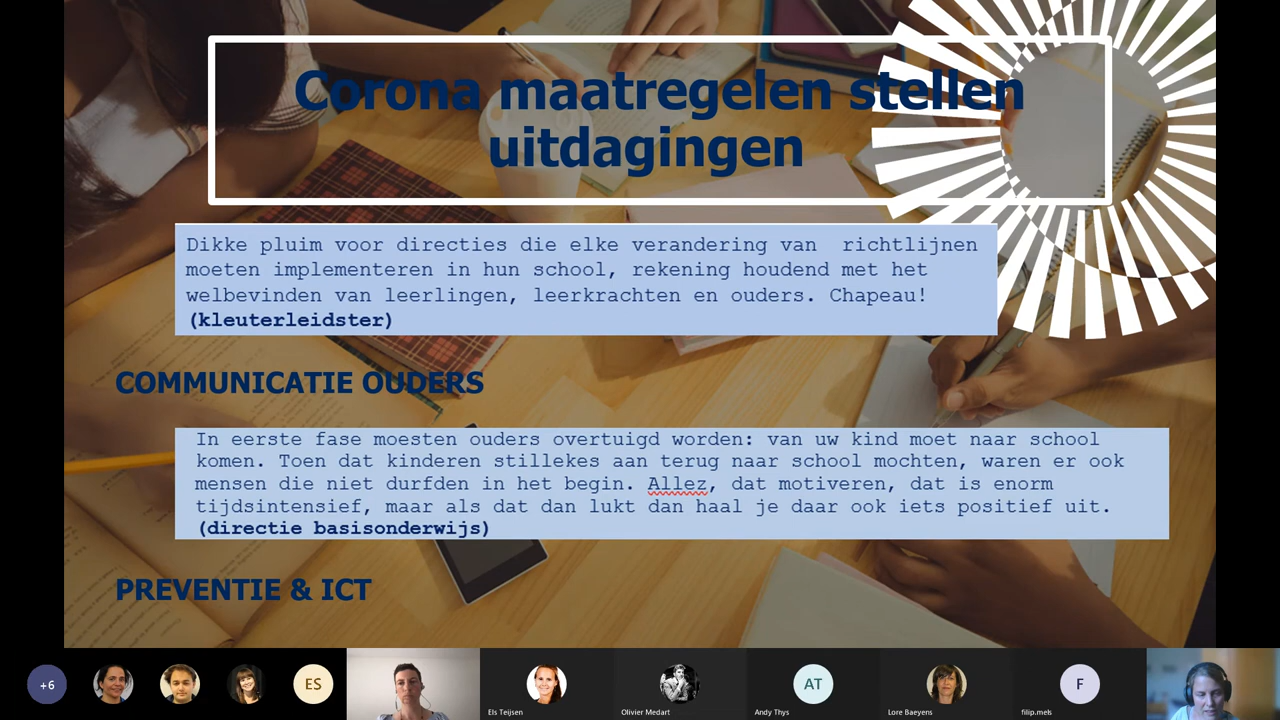 Corona maatregelen stellen
uitdagingen
Dikke pluim voor directies die elke verandering van richtlijnen
moeten implementeren in hun school, rekening houdend met het
welbevinden van leerlingen, leerkrachten en ouders. Chapeau!
(kleuterleidster)
COMMUNICATIE OUDERS
In eerste fase moesten ouders overtuigd worden: van uw kind moet naar school
komen. Toen dat kinderen stillekes aan terug naar school mochten, waren er ook
mensen die niet durfden in het begin. Allez, dat motiveren, dat is enorm
tijdsintensief, maar als dat dan lukt dan haal je daar ook iets positief uit.
(directie basisonderwijs)
PREVENTIE & ICT
+6
ES
Els Teijsen
Olivier Medart
AT
Andy Thys
Lore Baeyens
F
filip.mels